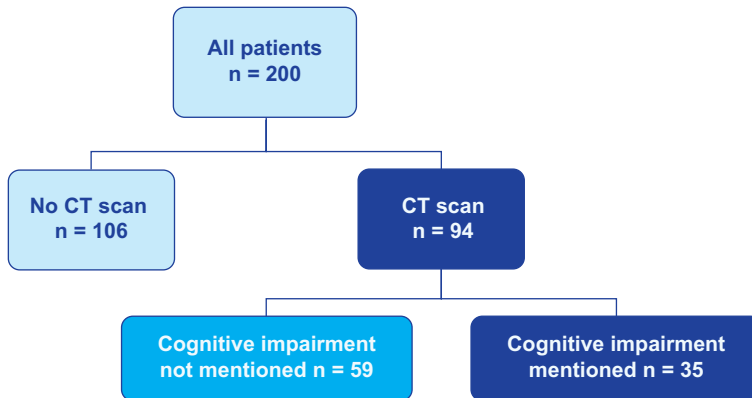 All patients
n = 200
No CT scan
n = 106
CT scan
n = 94
Cognitive impairment
not mentioned n = 59
Cognitive impairment
mentioned n = 35